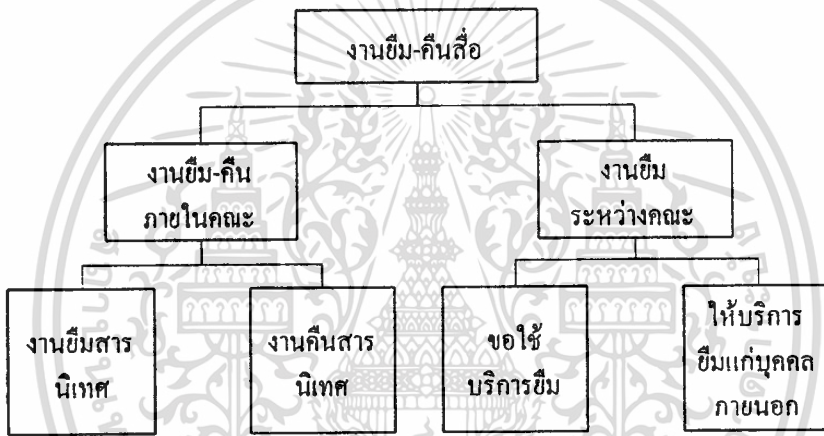 งานยืม-คืนสื่อ
งานยืม-คืน
ภายในคณะ
งานยืม
ระหว่างคณะ
งานยืมสาร
นิเทศ
งานคืนสาร
นิเทศ
ขอใช้
บริการยืม
ให้บริการ
ยืมแก่บุคคล
ภายนอก